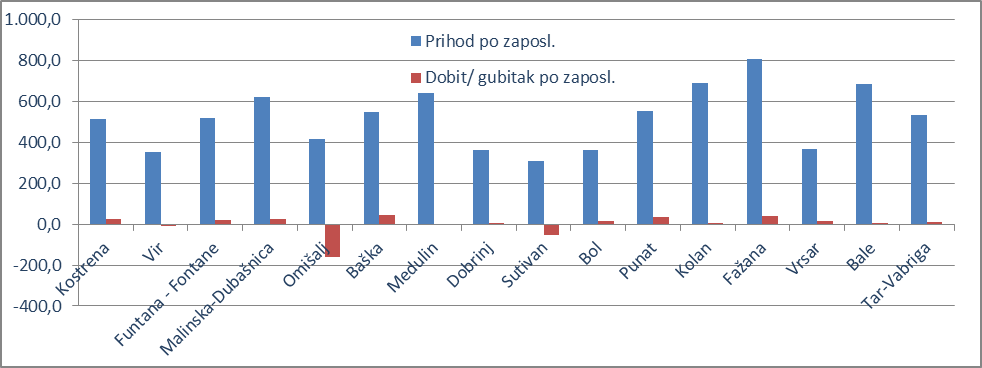 1.000,0
800,0
600,0
400,0
200,0
0,0
-200,0
-400,0
Prihod po zaposl.
Dobit/ gubitak po zaposl.
Kostrena
Vir
Funtana - Fontane
Malinska-Dubašnica
Omišalj
Baška
Medulin
Dobrinj
Sutivan
Bol
Punat
Kolan
Fažana
Vrsar
Bale
Tar-Vabriga